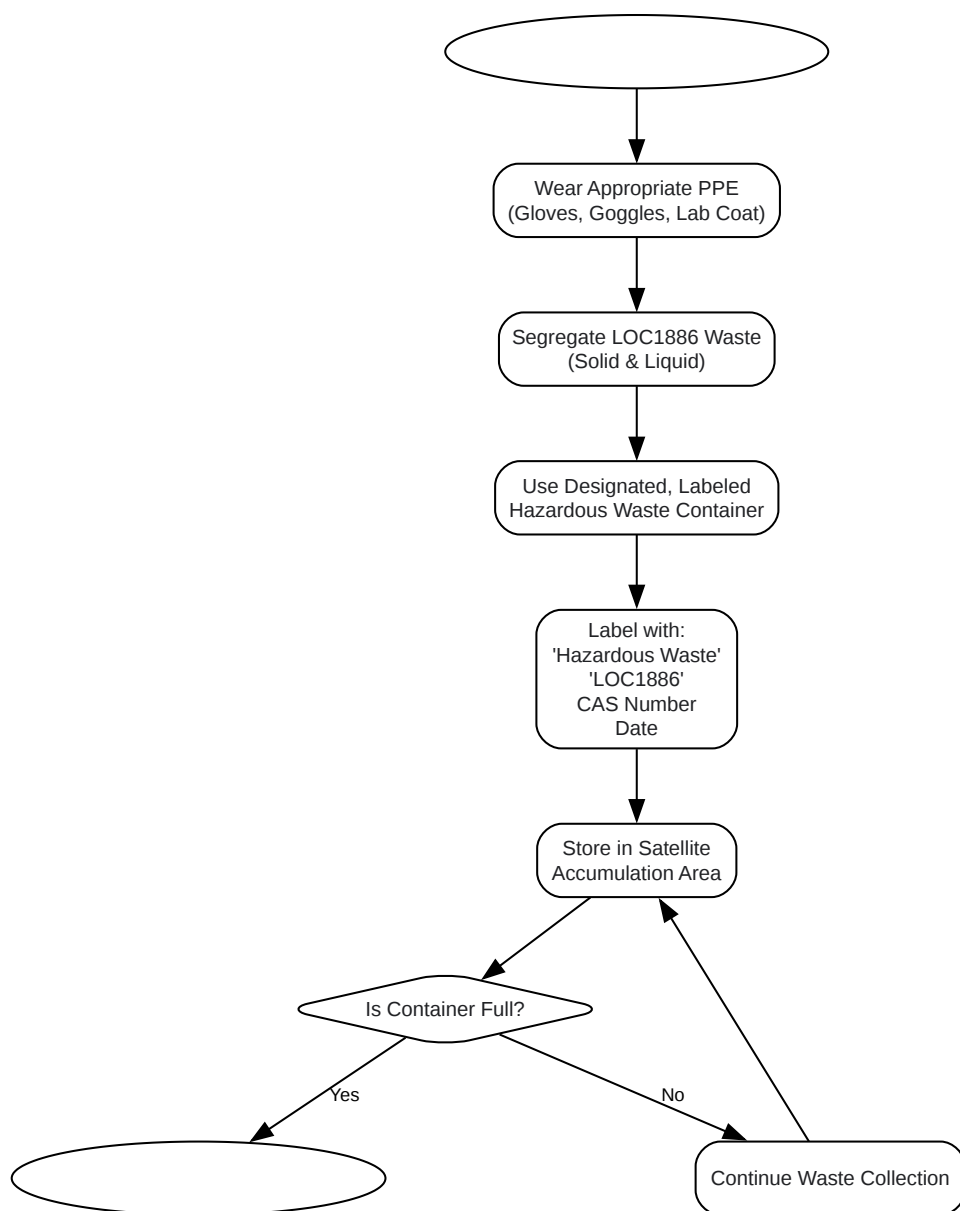 Wear Appropriate PPE
(Gloves, Goggles, Lab Coat)
Segregate LOC1886 Waste
(Solid & Liquid)
Use Designated, Labeled
Hazardous Waste Container
Label with:
'Hazardous Waste'
'LOC1886'
CAS Number
Date
Store in Satellite
Accumulation Area
Is Container Full?
Yes
No
Continue Waste Collection